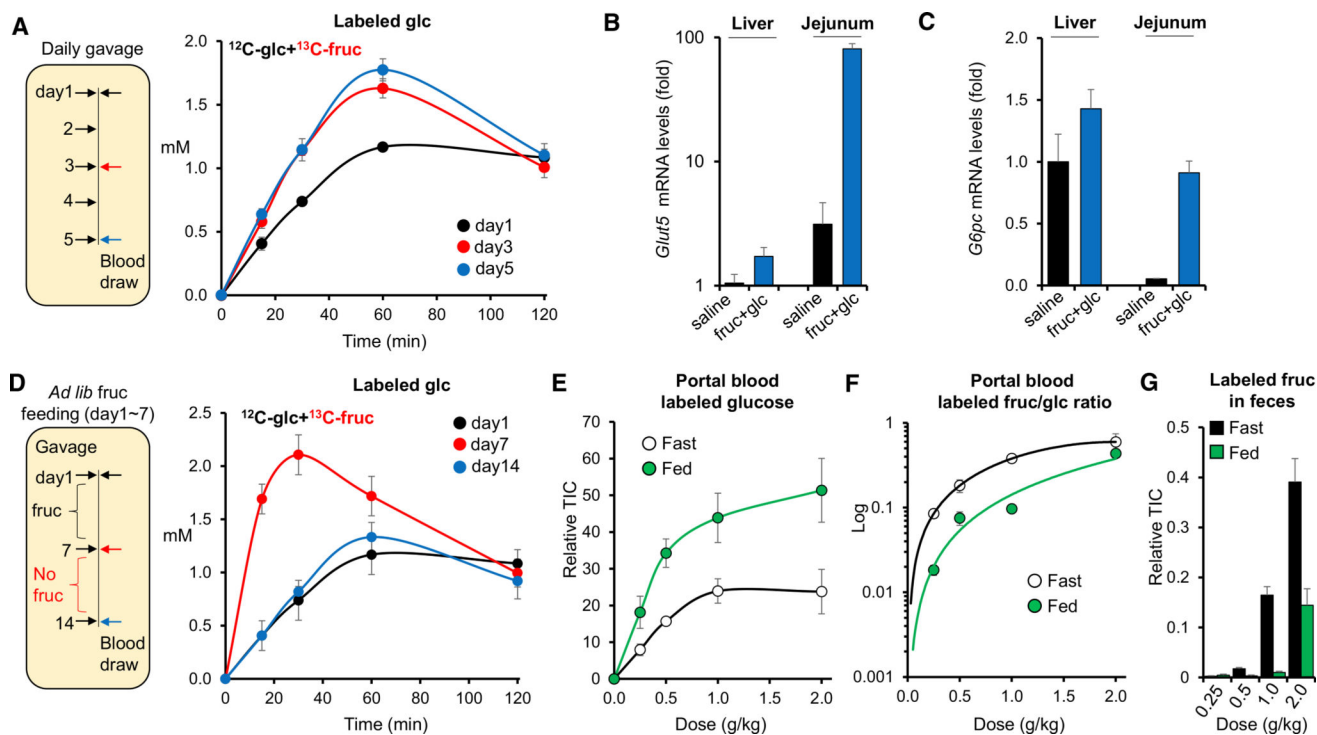 A
Daily gavage
day1
2
3
4
5
Blood
draw
Labeled glc
¹²C-glc+¹³C-fruc
mM
2.0
1.5
1.0
0.5
0.0
0 20 40 60 80 100 120
Time (min)
day1
day3
day5
B
Liver Jejunum
Glut5 mRNA levels (fold)
100
10
1
saline
fruc+glc
saline
fruc+glc
C
Liver Jejunum
G6pc mRNA levels (fold)
2.0
1.5
1.0
0.5
0.0
saline
fruc+glc
saline
fruc+glc
D
Ad lib fruc
feeding (day1~7)
Gavage
day1
fruc
7
No
fruc
14
Blood
draw
Labeled glc
¹²C-glc+¹³C-fruc
mM
2.5
2.0
1.5
1.0
0.5
0.0
0 20 40 60 80 100 120
Time (min)
day1
day7
day14
E
Portal blood
labeled glucose
Relative TIC
70
60
50
40
30
20
10
0
0.0 0.5 1.0 1.5 2.0
Dose (g/kg)
Fast
Fed
F
Portal blood
labeled fruc/glc ratio
Log
1
0.1
0.01
0.001
0.0 0.5 1.0 1.5 2.0
Dose (g/kg)
Fast
Fed
G
Labeled fruc
in feces
Fast
Fed
Relative TIC
0.5
0.4
0.3
0.2
0.1
0
0.25 0.5 1.0 2.0
Dose (g/kg)